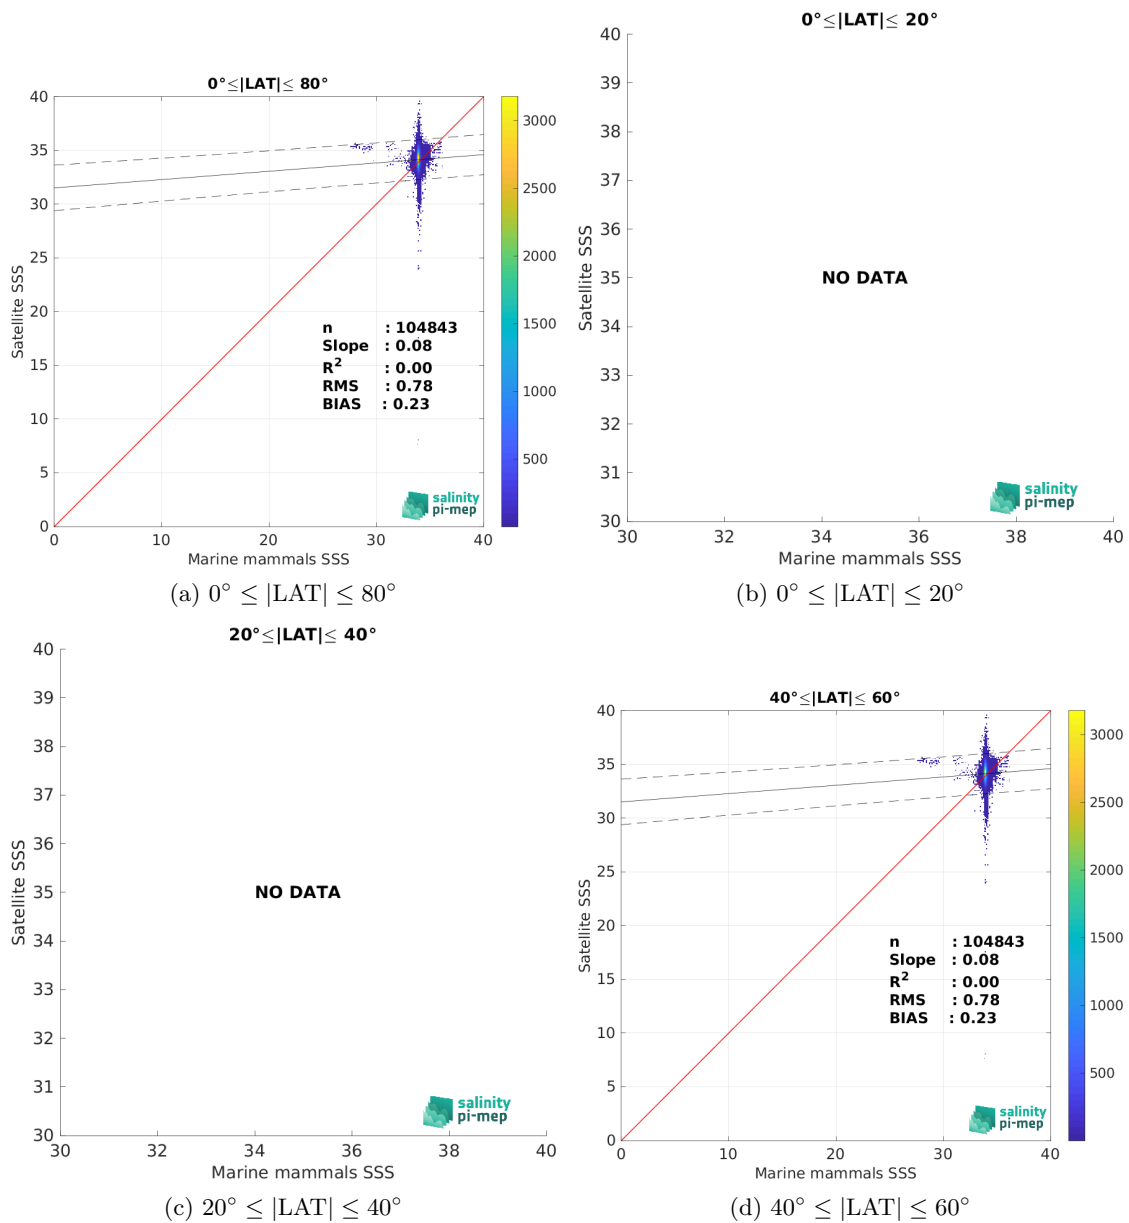 0°≤|LAT|≤ 80°
40
35
30
25
20
15
10
5
0
Satellite SSS
n : 104843
Slope : 0.08
R² : 0.00
RMS : 0.78
BIAS : 0.23
salinity
pi-mep
0 10 20 30 40
Marine mammals SSS
3000
2500
2000
1500
1000
500
(a) 0° ≤ |LAT| ≤ 80°
0°≤|LAT|≤ 20°
40
39
38
37
36
35
34
33
32
31
30
Satellite SSS
NO DATA
salinity
pi-mep
30 32 34 36 38 40
Marine mammals SSS
(b) 0° ≤ |LAT| ≤ 20°
20°≤|LAT|≤ 40°
40
39
38
37
36
35
34
33
32
31
30
Satellite SSS
NO DATA
salinity
pi-mep
30 32 34 36 38 40
Marine mammals SSS
(c) 20° ≤ |LAT| ≤ 40°
40°≤|LAT|≤ 60°
40
35
30
25
20
15
10
5
0
Satellite SSS
n : 104843
Slope : 0.08
R² : 0.00
RMS : 0.78
BIAS : 0.23
salinity
pi-mep
0 10 20 30 40
Marine mammals SSS
3000
2500
2000
1500
1000
500
(d) 40° ≤ |LAT| ≤ 60°